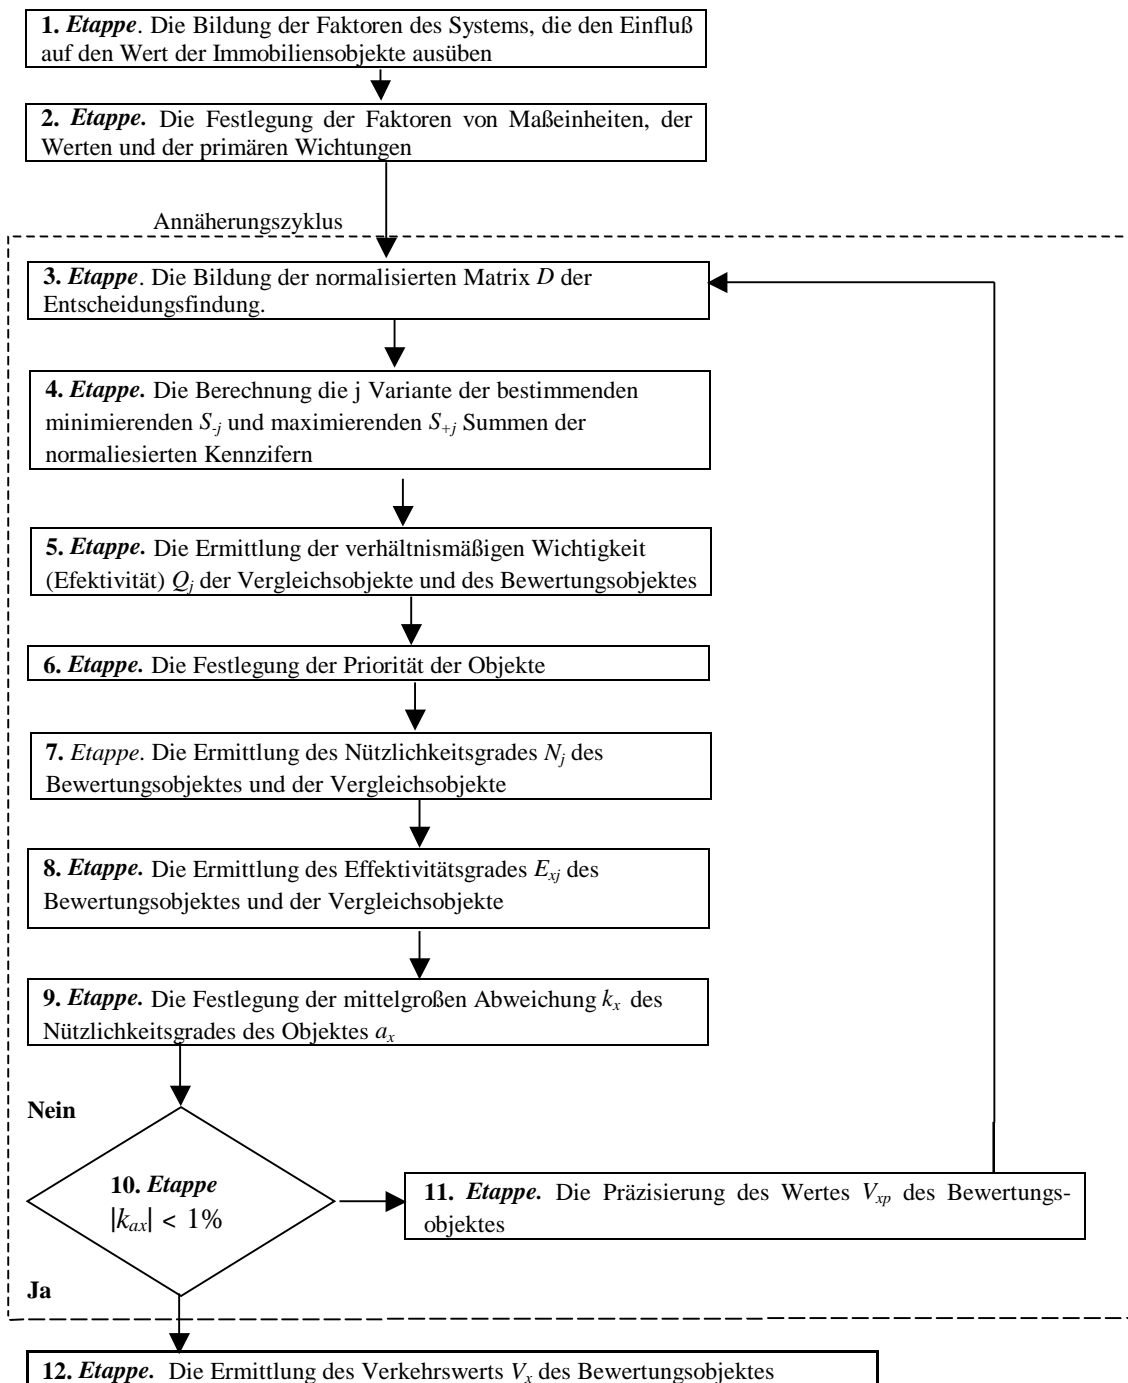 1. Etappe. Die Bildung der Faktoren des Systems, die den Einfluß
auf den Wert der Immobiliensobjekte ausüben
2. Etappe. Die Festlegung der Faktoren von Maßeinheiten, der
Werten und der primären Wichtungen
Annäherungszyklus
3. Etappe. Die Bildung der normalisierten Matrix D der
Entscheidungsfindung.
4. Etappe. Die Berechnung die j Variante der bestimmenden
minimierenden S-j und maximierenden S+j Summen der
normaliesierten Kennzifern
5. Etappe. Die Ermittlung der verhältnismäßigen Wichtigkeit
(Efektivität) Qj der Vergleichsobjekte und des Bewertungsobjektes
6. Etappe. Die Festlegung der Priorität der Objekte
7. Etappe. Die Ermittlung des Nützlichkeitsgrades Nj des
Bewertungsobjektes und der Vergleichsobjekte
8. Etappe. Die Ermittlung des Effektivitätsgrades Exj des
Bewertungsobjektes und der Vergleichsobjekte
9. Etappe. Die Festlegung der mittelgroßen Abweichung kx des
Nützlichkeitsgrades des Objektes ax
Nein
10. Etappe
|kax| < 1%
11. Etappe. Die Präzisierung des Wertes Vxp des Bewertungs-
objektes
Ja
12. Etappe. Die Ermittlung des Verkehrswerts Vx des Bewertungsobjektes